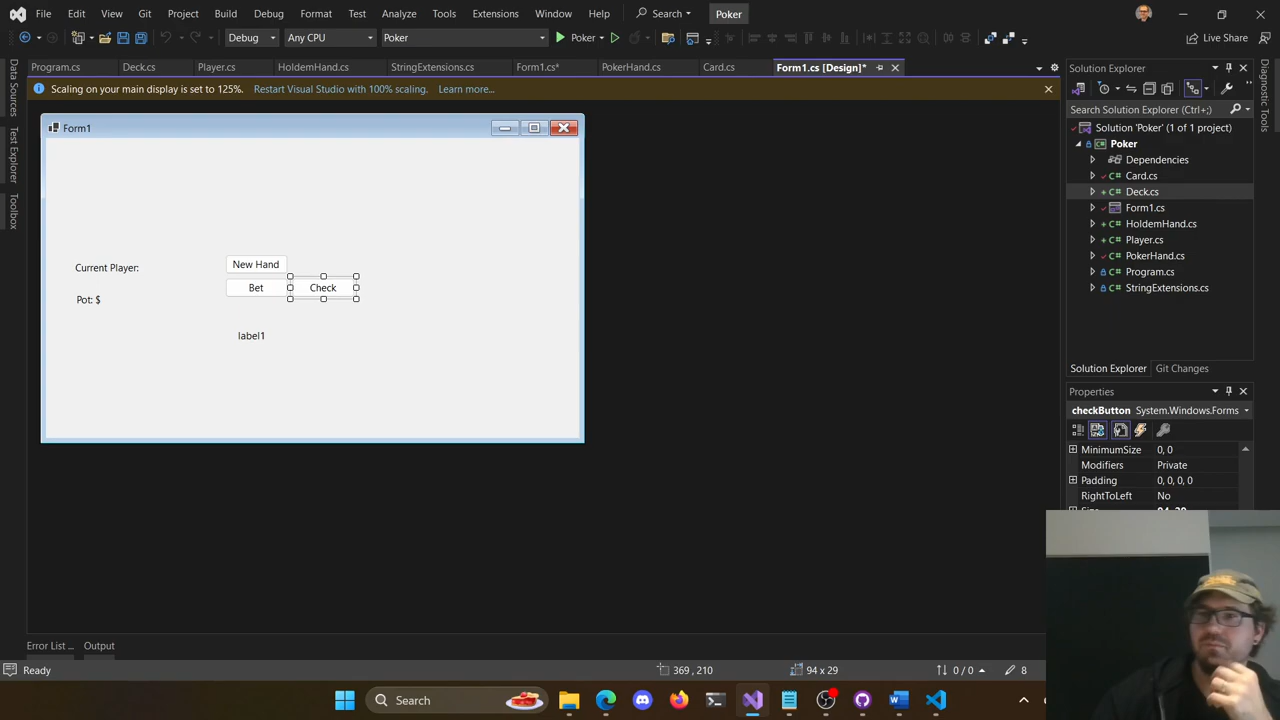 File Edit View Git Project Build Debug Format Test Analyze Tools Extensions Window Help Search Poker
Debug Any CPU Poker Poker Live Share
Program.cs Deck.cs Player.cs HoldemHand.cs StringExtensions.cs Form1.cs* PokerHand.cs Card.cs Form1.cs [Design]*
Scaling on your main display is set to 125%. Restart Visual Studio with 100% scaling. Learn more...
Data Sources
Test Explorer
Toolbox
Form1
Current Player:
New Hand
Bet Check
Pot: $
label1
Solution Explorer
Search Solution Explorer (Ctrl+;)
Solution 'Poker' (1 of 1 project)
Poker
Dependencies
Card.cs
Deck.cs
Form1.cs
HoldemHand.cs
Player.cs
PokerHand.cs
Program.cs
StringExtensions.cs
Solution Explorer Git Changes
Diagnostic Tools
Properties
checkButton System.Windows.Forms
MinimumSize 0, 0
Modifiers Private
Padding 0, 0, 0, 0
RightToLeft No
Error List ... Output
Ready 369 , 210 94 x 29 0 / 0 8
Search